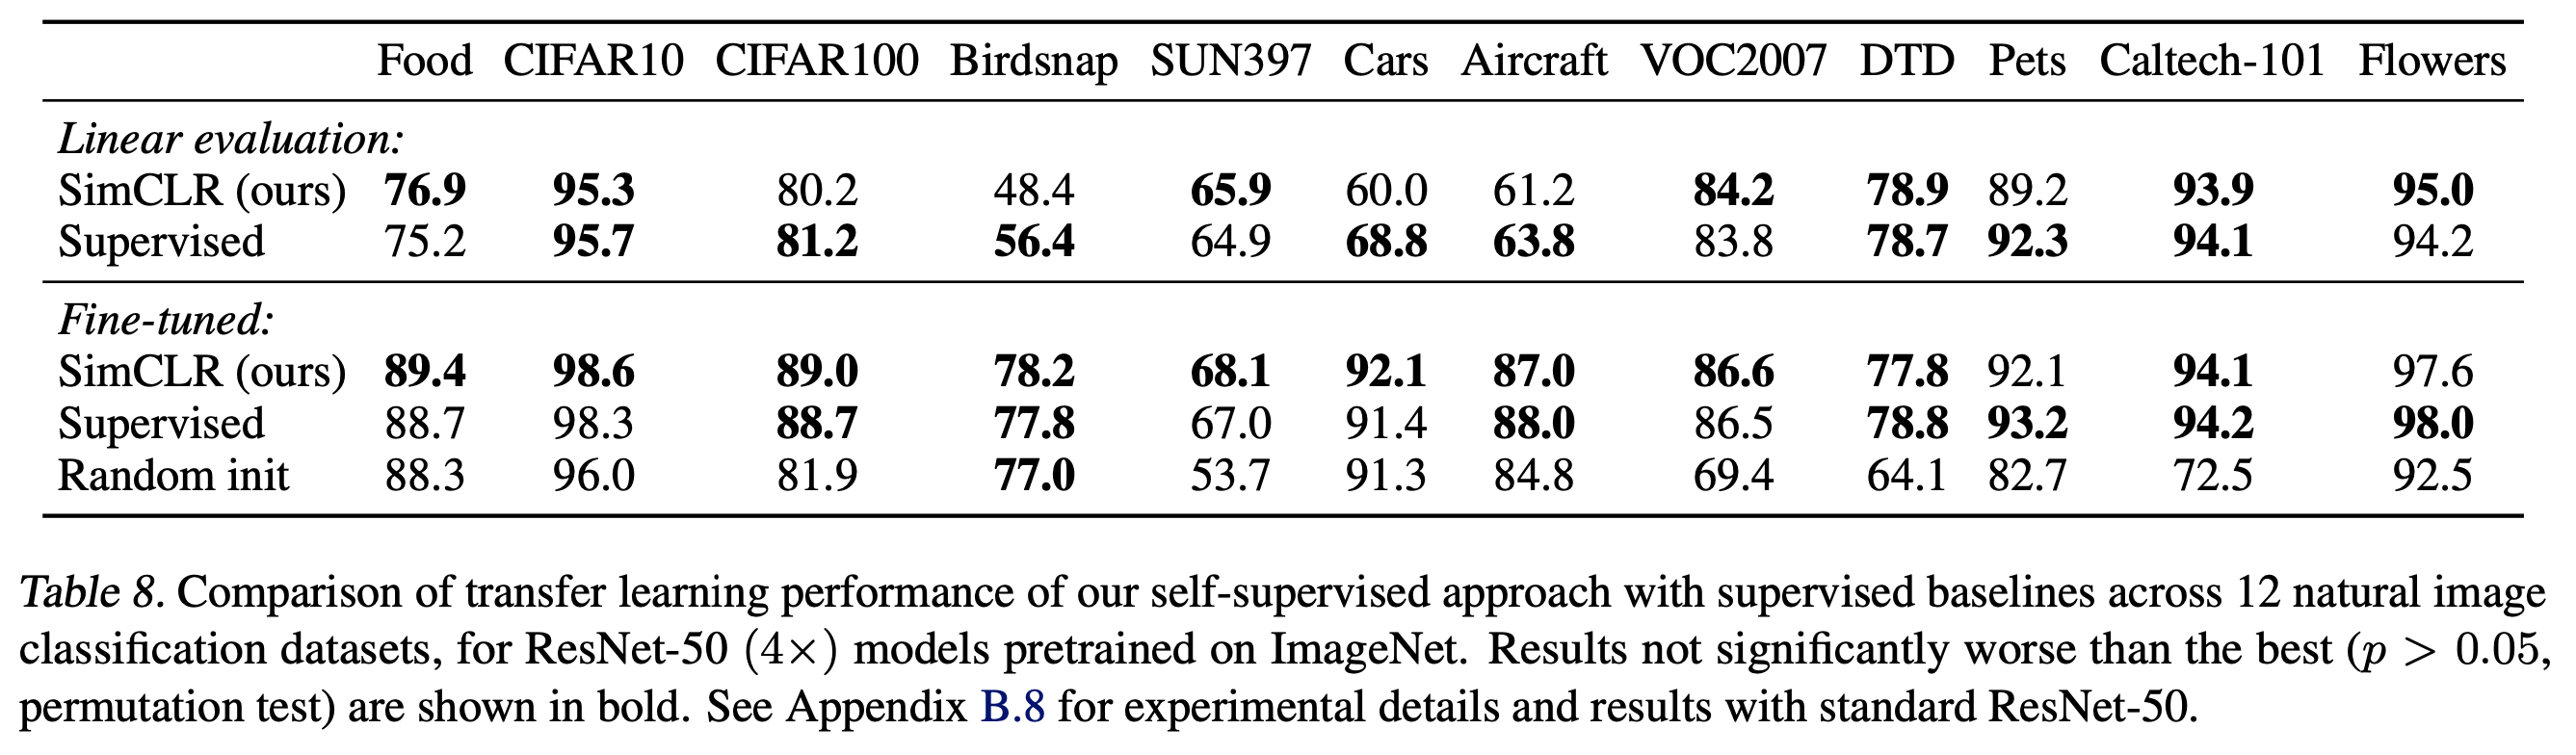 Food CIFAR10 CIFAR100 Birdsnap SUN397 Cars Aircraft VOC2007 DTD Pets Caltech-101 Flowers
Linear evaluation:
SimCLR (ours) 76.9 95.3 80.2 48.4 65.9 60.0 61.2 84.2 78.9 89.2 93.9 95.0
Supervised 75.2 95.7 81.2 56.4 64.9 68.8 63.8 83.8 78.7 92.3 94.1 94.2
Fine-tuned:
SimCLR (ours) 89.4 98.6 89.0 78.2 68.1 92.1 87.0 86.6 77.8 92.1 94.1 97.6
Supervised 88.7 98.3 88.7 77.8 67.0 91.4 88.0 86.5 78.8 93.2 94.2 98.0
Random init 88.3 96.0 81.9 77.0 53.7 91.3 84.8 69.4 64.1 82.7 72.5 92.5
Table 8. Comparison of transfer learning performance of our self-supervised approach with supervised baselines across 12 natural image
classification datasets, for ResNet-50 (4×) models pretrained on ImageNet. Results not significantly worse than the best (p > 0.05,
permutation test) are shown in bold. See Appendix B.8 for experimental details and results with standard ResNet-50.